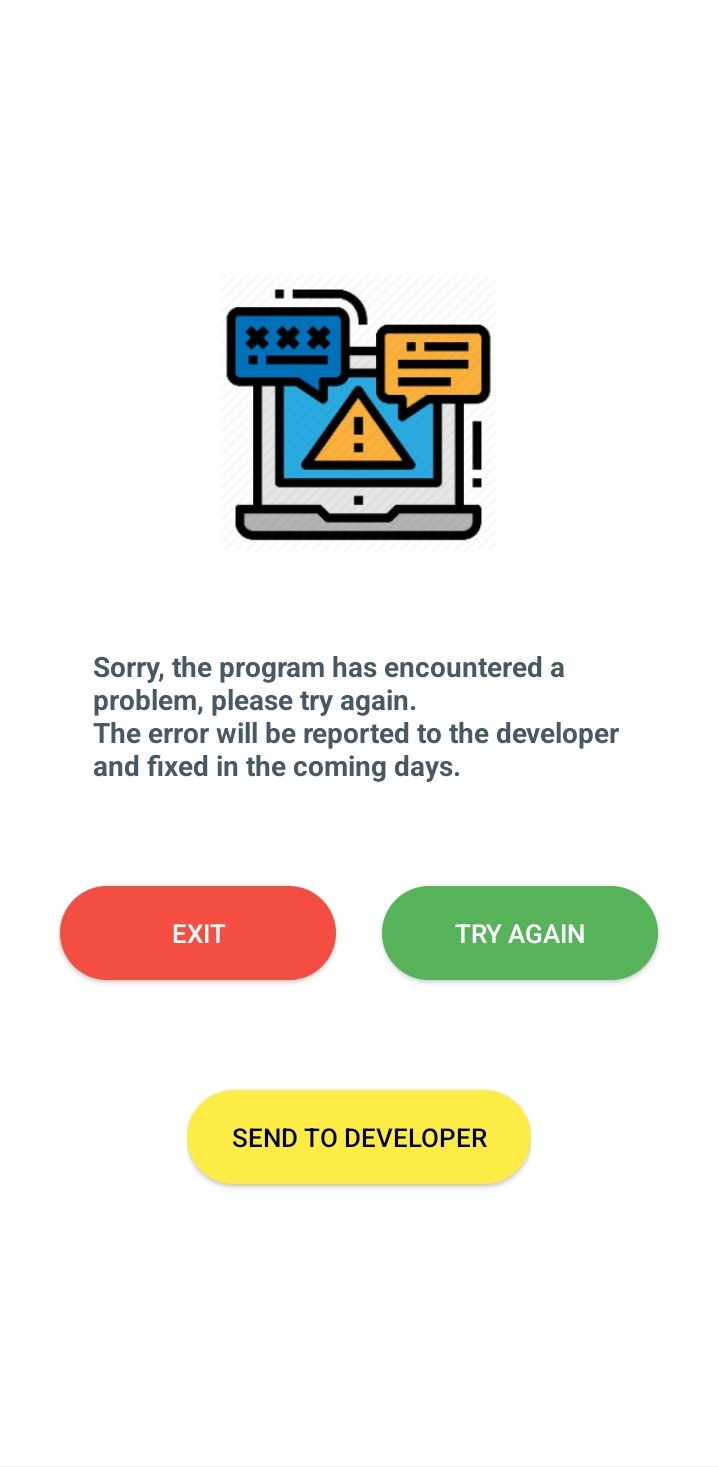 Sorry, the program has encountered a
problem, please try again.
The error will be reported to the developer
and fixed in the coming days.
EXIT
TRY AGAIN
SEND TO DEVELOPER